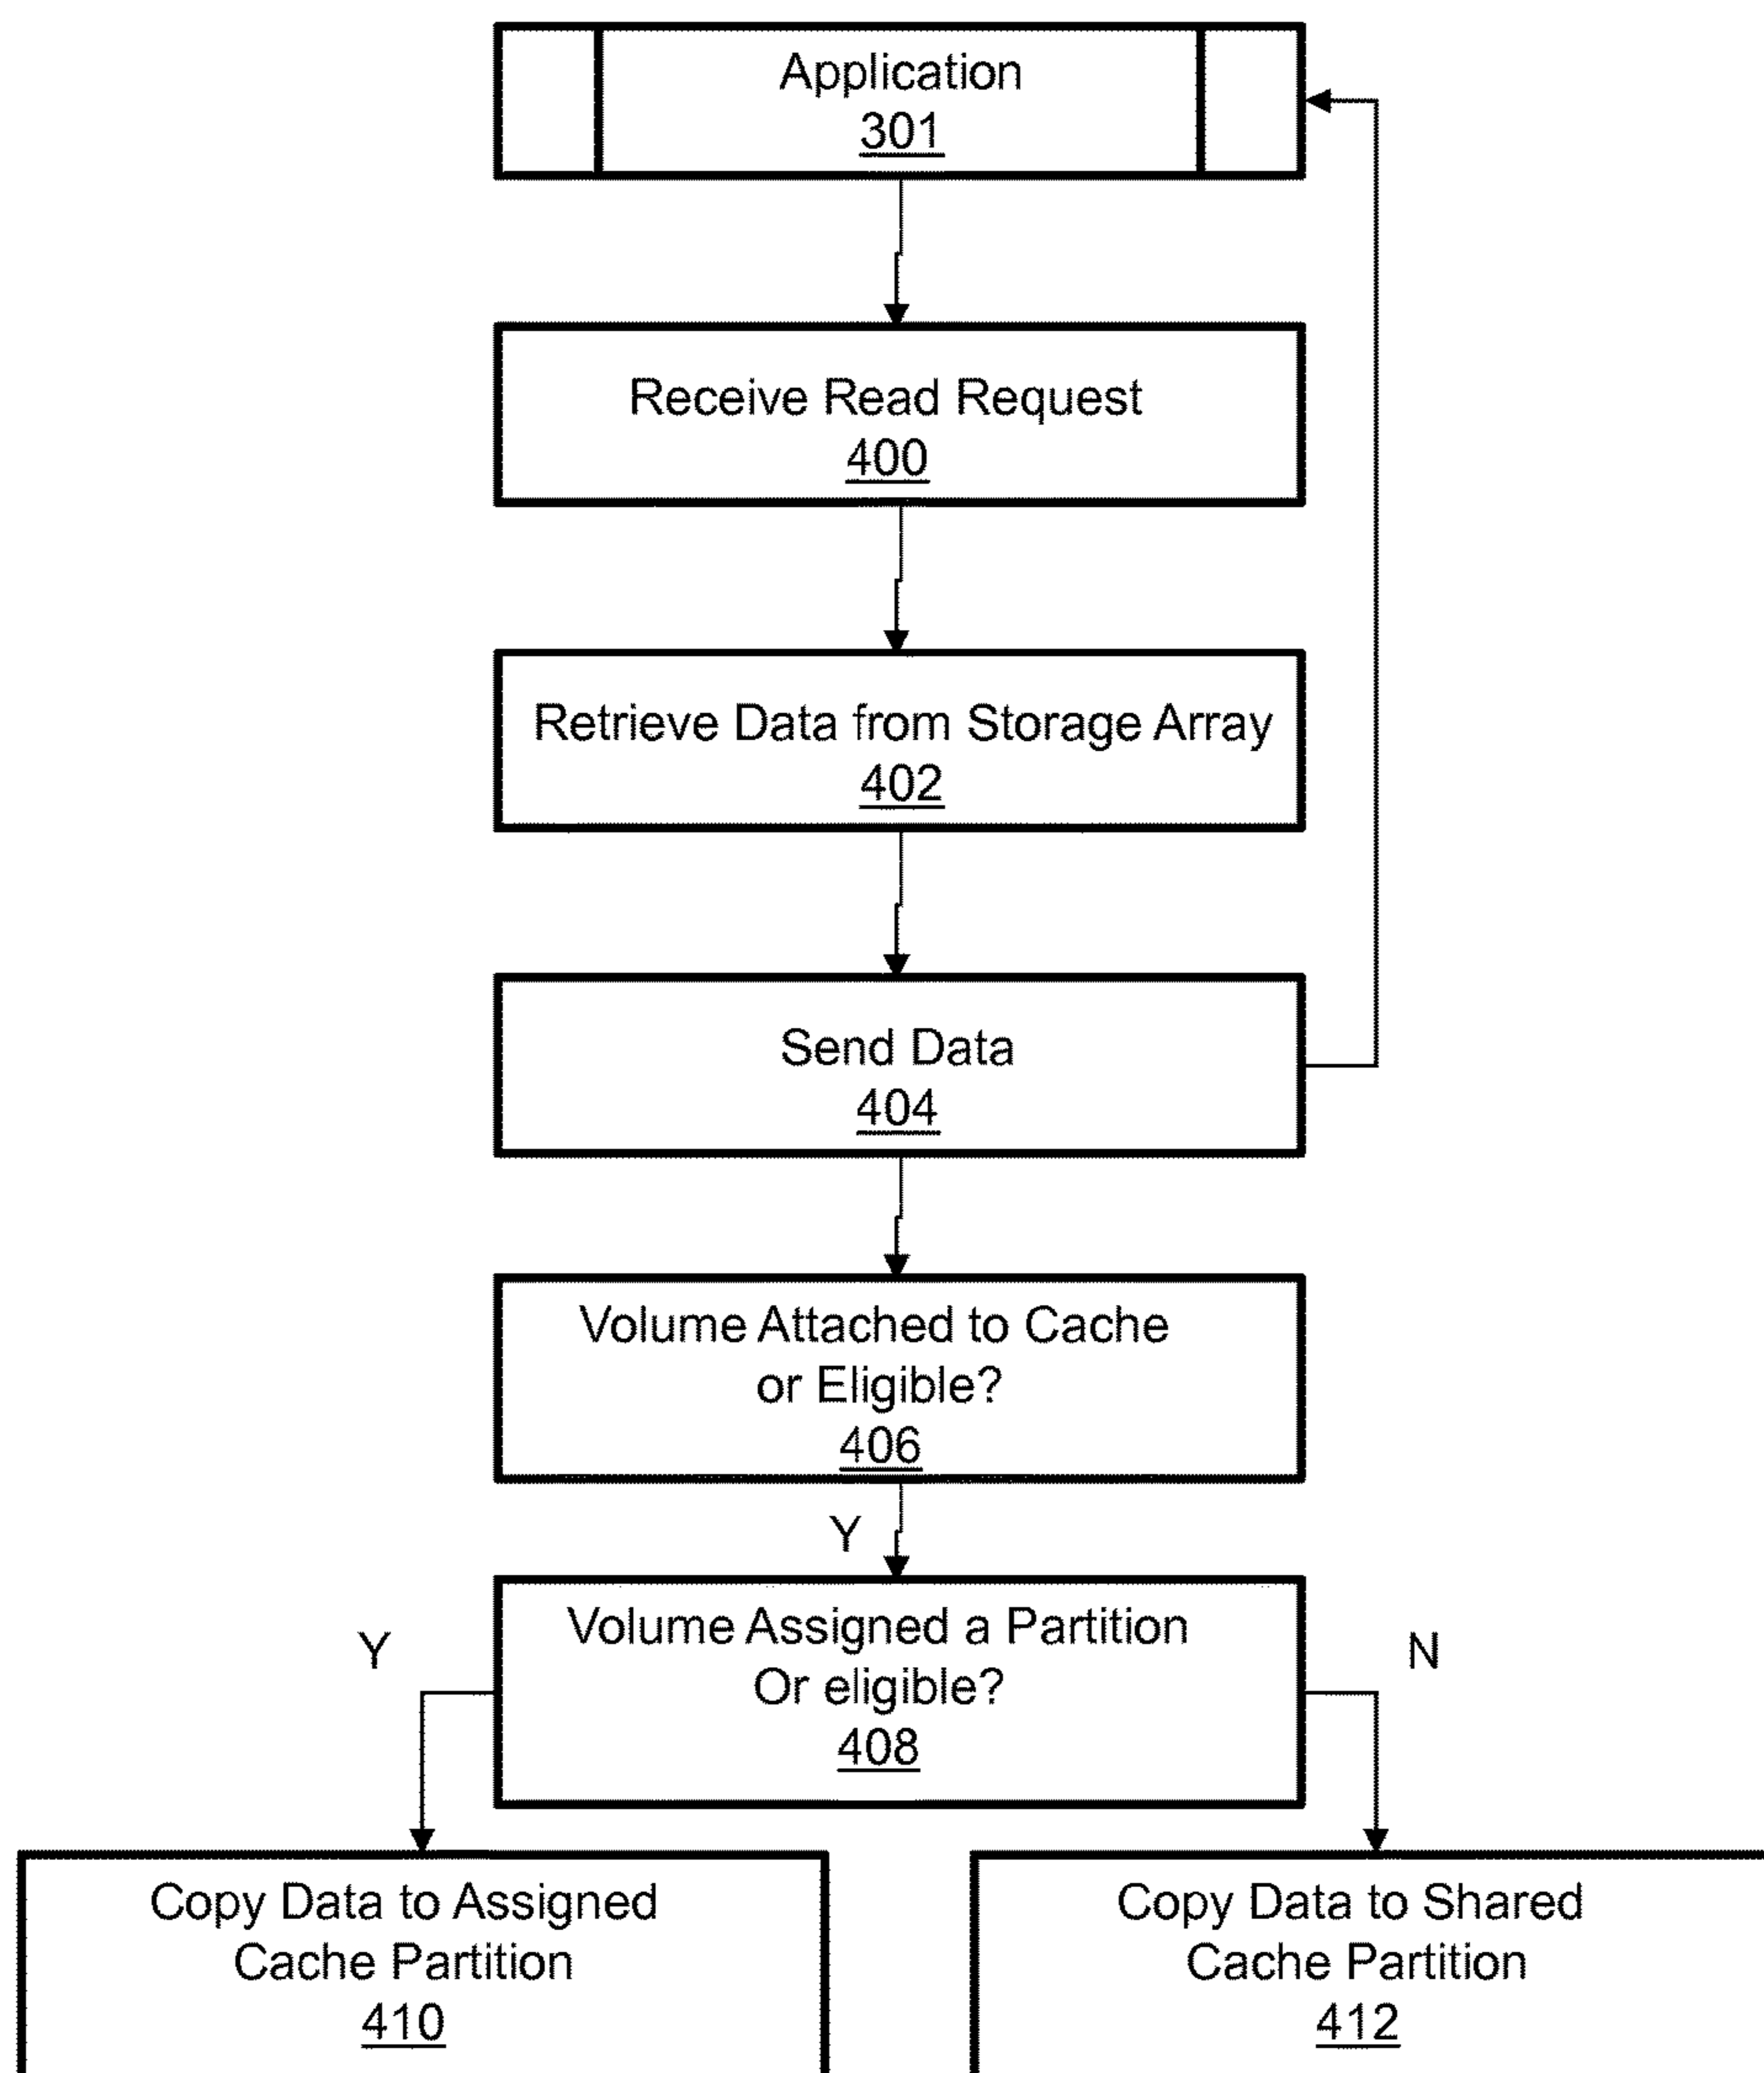 Application
301
Receive Read Request
400
Retrieve Data from Storage Array
402
Send Data
404
Volume Attached to Cache
or Eligible?
406
Y
Volume Assigned a Partition
Or eligible?
408
Y
N
Copy Data to Assigned
Cache Partition
410
Copy Data to Shared
Cache Partition
412